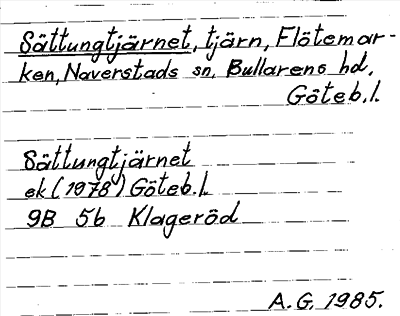 Sättungtjärnet, tjärn, Flötemar-
ken, Naverstads sn, Bullarens hd,
Göteb.l.
Sättungtjärnet
ek (1978) Göteb.l.
9B 5b Klageröd
A.G. 1985.